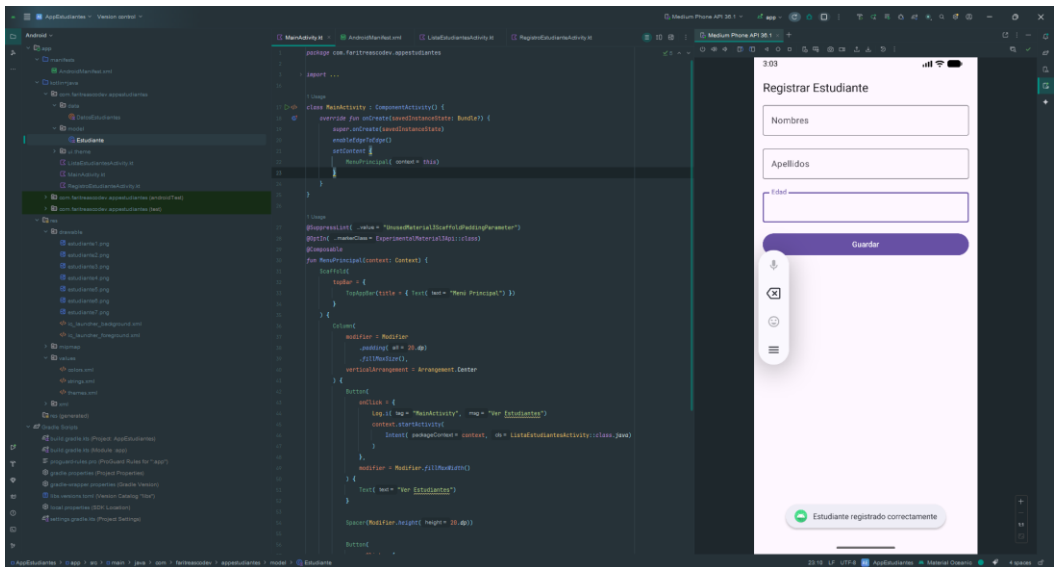 AppEstudiantes
Version control
Medium Phone API 36.1
app
Android
MainActivity.kt
AndroidManifest.xml
ListaEstudiantesActivity.kt
RegistroEstudianteActivity.kt
Medium Phone API 36.1
app
manifests
AndroidManifest.xml
kotlin+java
com.faritreascodev.appestudiantes
data
DatosEstudiantes
model
Estudiante
ui.theme
ListaEstudiantesActivity.kt
MainActivity.kt
RegistroEstudianteActivity.kt
com.faritreascodev.appestudiantes (androidTest)
com.faritreascodev.appestudiantes (test)
res
drawable
estudiante1.png
estudiante2.png
estudiante3.png
estudiante4.png
estudiante5.png
estudiante6.png
estudiante7.png
ic_launcher_background.xml
ic_launcher_foreground.xml
mipmap
values
colors.xml
strings.xml
themes.xml
xml
res (generated)
Gradle Scripts
build.gradle.kts (Project: AppEstudiantes)
build.gradle.kts (Module :app)
proguard-rules.pro (ProGuard Rules for ":app")
gradle.properties (Project Properties)
gradle-wrapper.properties (Gradle Version)
libs.versions.toml (Version Catalog "libs")
local.properties (SDK Location)
settings.gradle.kts (Project Settings)
package com.faritreascodev.appestudiantes
import ...
1 Usage
class MainActivity : ComponentActivity() {
override fun onCreate(savedInstanceState: Bundle?) {
super.onCreate(savedInstanceState)
enableEdgeToEdge()
setContent {
MenuPrincipal( context = this)
}
}
}
1 Usage
@SuppressLint( ...value = "UnusedMaterial3ScaffoldPaddingParameter")
@OptIn( ...markerClass = ExperimentalMaterial3Api::class)
@Composable
fun MenuPrincipal(context: Context) {
Scaffold(
topBar = {
TopAppBar(title = { Text( text = "Menú Principal") })
}
) {
Column(
modifier = Modifier
.padding( all = 20.dp)
.fillMaxSize(),
verticalArrangement = Arrangement.Center
) {
Button(
onClick = {
Log.i( tag = "MainActivity", msg = "Ver Estudiantes")
context.startActivity(
Intent( packageContext = context, cls = ListaEstudiantesActivity::class.java)
)
},
modifier = Modifier.fillMaxWidth()
) {
Text( text = "Ver Estudiantes")
}
Spacer(Modifier.height( height = 20.dp))
Button(
3:03
Registrar Estudiante
Nombres
Apellidos
Edad
Guardar
Estudiante registrado correctamente
1:1
AppEstudiantes > app > src > main > java > com > faritreascodev > appestudiantes > model > Estudiante
23:10 LF UTF-8 AppEstudiantes Material Oceanic 4 spaces